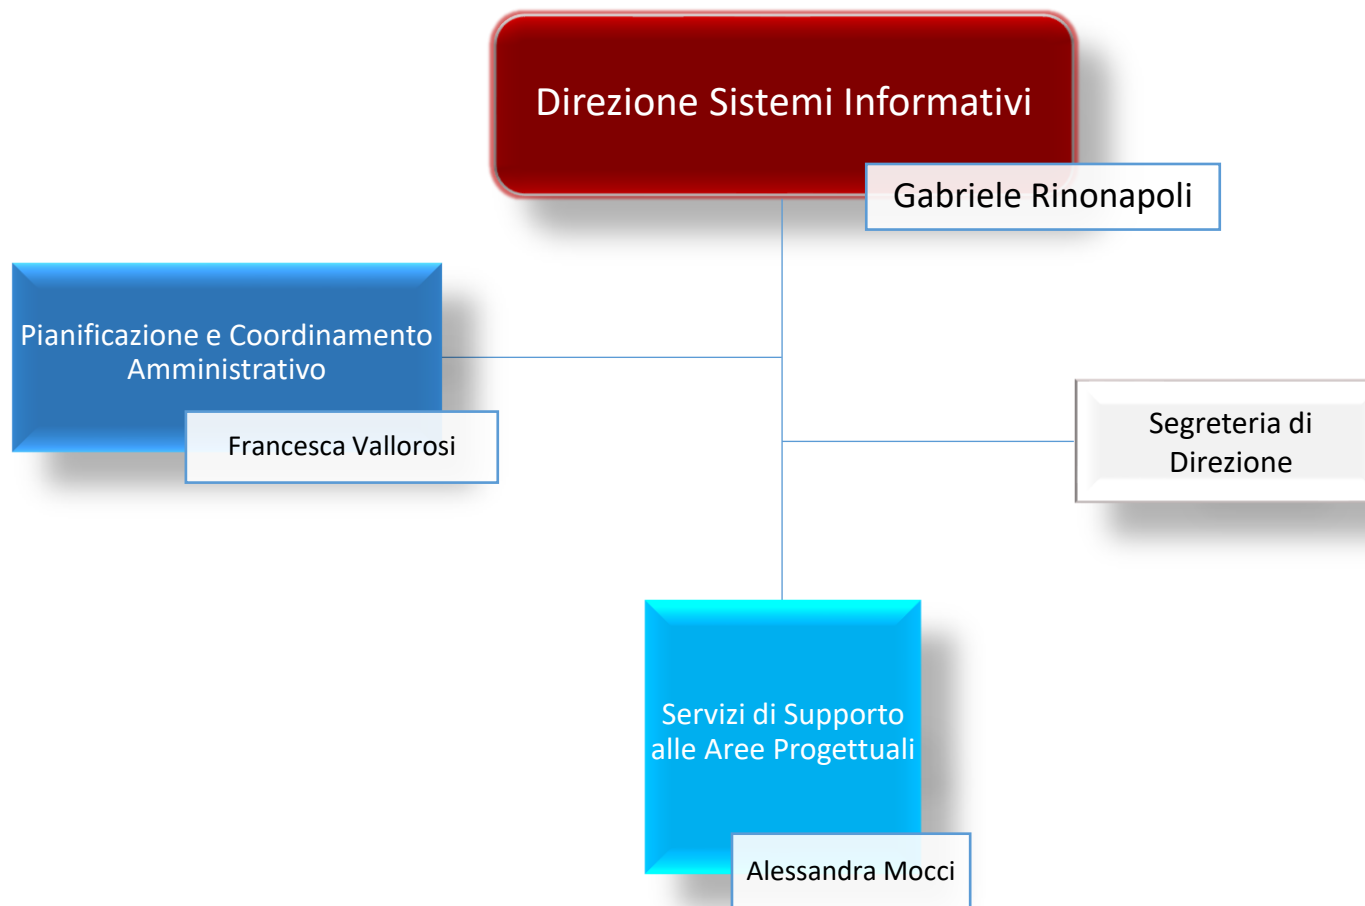 Direzione Sistemi Informativi
Gabriele Rinonapoli
Pianificazione e Coordinamento
Amministrativo
Francesca Vallorosi
Segreteria di
Direzione
Servizi di Supporto
alle Aree Progettuali
Alessandra Mocci